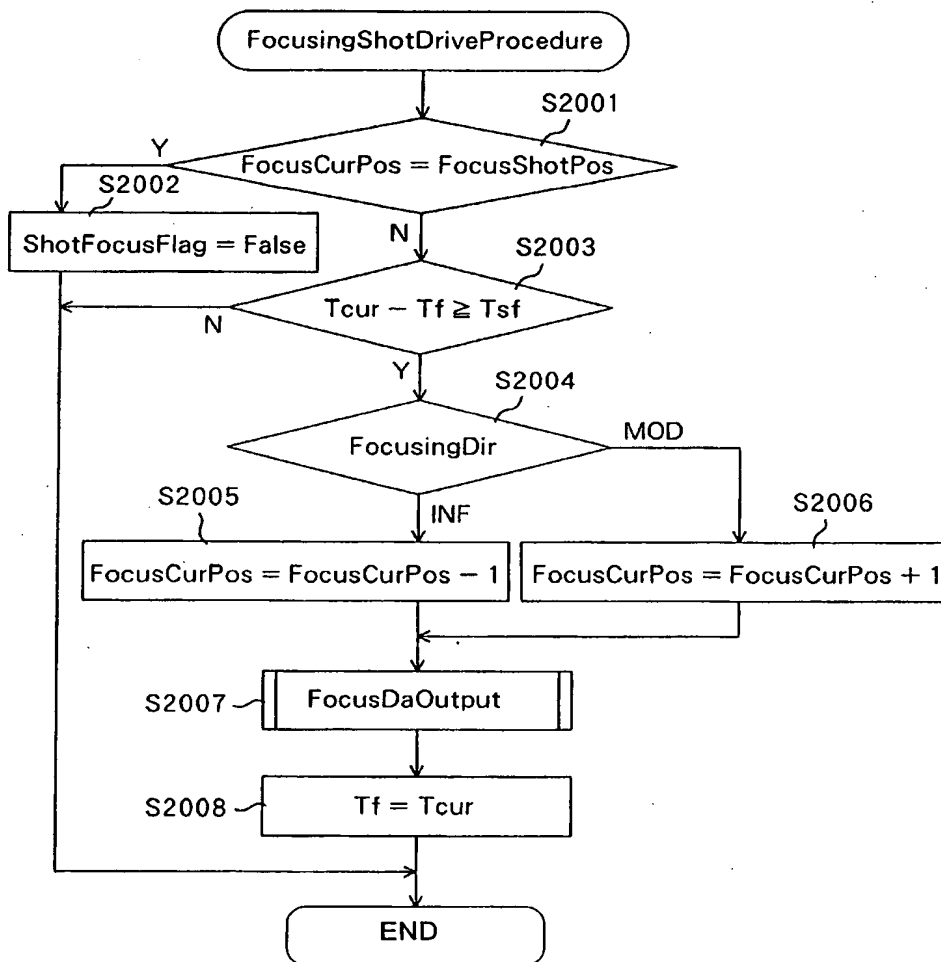 FocusingShotDriveProcedure
S2001
Y
FocusCurPos = FocusShotPos
S2002
ShotFocusFlag = False
N
S2003
Tcur − Tf ≧ Tsf
N
Y
S2004
FocusingDir
MOD
S2005
INF
S2006
FocusCurPos = FocusCurPos − 1
FocusCurPos = FocusCurPos + 1
S2007
FocusDaOutput
S2008
Tf = Tcur
END